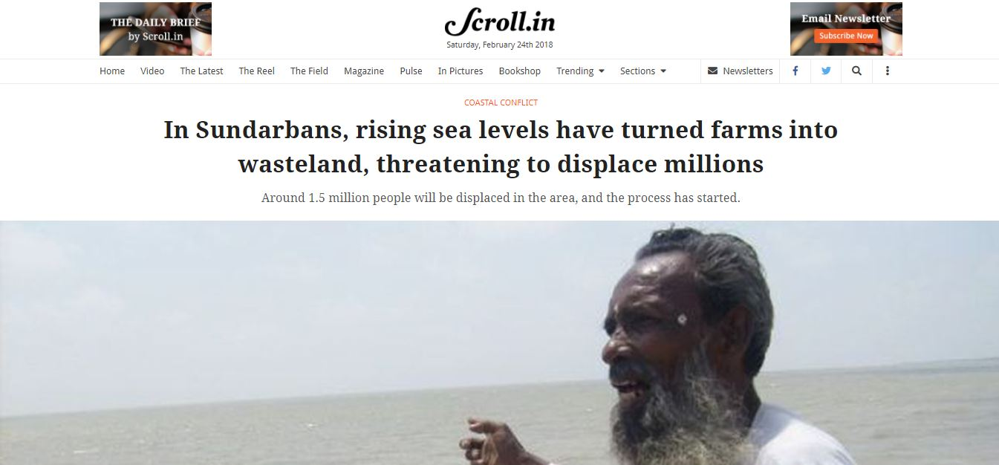 THE DAILY BRIEF
by Scroll.in
Scroll.in
Saturday, February 24th 2018
Email Newsletter
Subscribe Now
Home Video The Latest The Reel The Field Magazine Pulse In Pictures Bookshop Trending Sections Newsletters
COASTAL CONFLICT
In Sundarbans, rising sea levels have turned farms into
wasteland, threatening to displace millions
Around 1.5 million people will be displaced in the area, and the process has started.